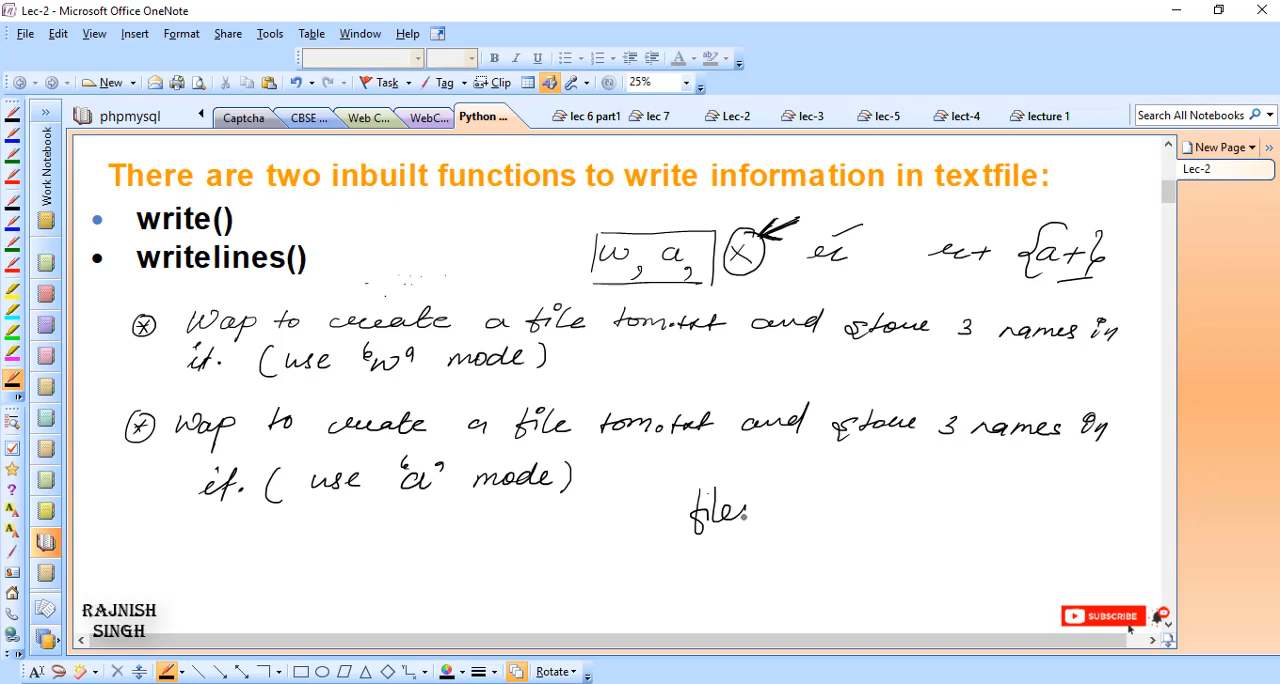 Lec-2 - Microsoft Office OneNote
File Edit View Insert Format Share Tools Table Window Help
B I U A ab
New Task Tag Clip 25%
phpmysql Captcha CBSE ... Web C... WebC... Python ... lec 6 part1 lec 7 Lec-2 lec-3 lec-5 lect-4 lecture 1 Search All Notebooks
New Page
Lec-2
Work Notebook
There are two inbuilt functions to write information in textfile:
• write()
• writelines()
w, a, x
{a+}
Wap to create a file tom.txt and store 3 names in
it. (use 'w' mode)
Wap to create a file tom.txt and store 3 names in
it. (use 'a' mode)
files
RAJNISH
SINGH
SUBSCRIBE
Rotate